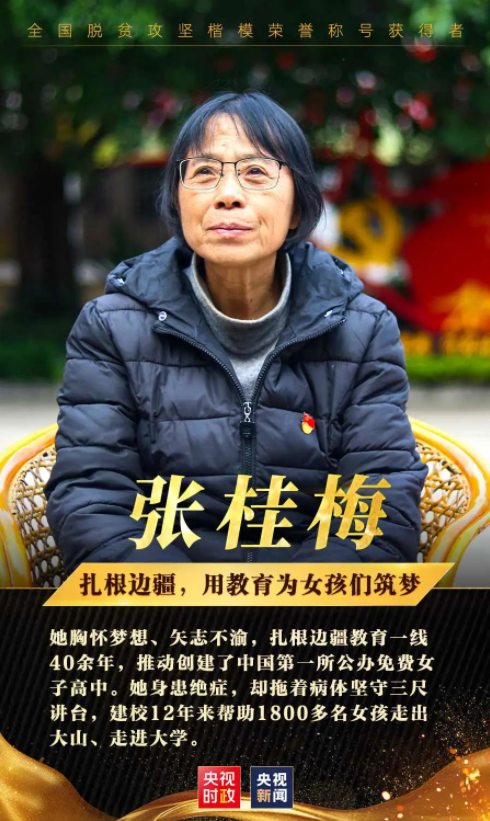 全国脱贫攻坚楷模荣誉称号获得者
张桂梅
扎根边疆，用教育为女孩们筑梦
她胸怀梦想、矢志不渝，扎根边疆教育一线
40余年，推动创建了中国第一所公办免费女
子高中。她身患绝症，却拖着病体坚守三尺
讲台，建校12年来帮助1800多名女孩走出
大山、走进大学。
央视 央视
时政 新闻